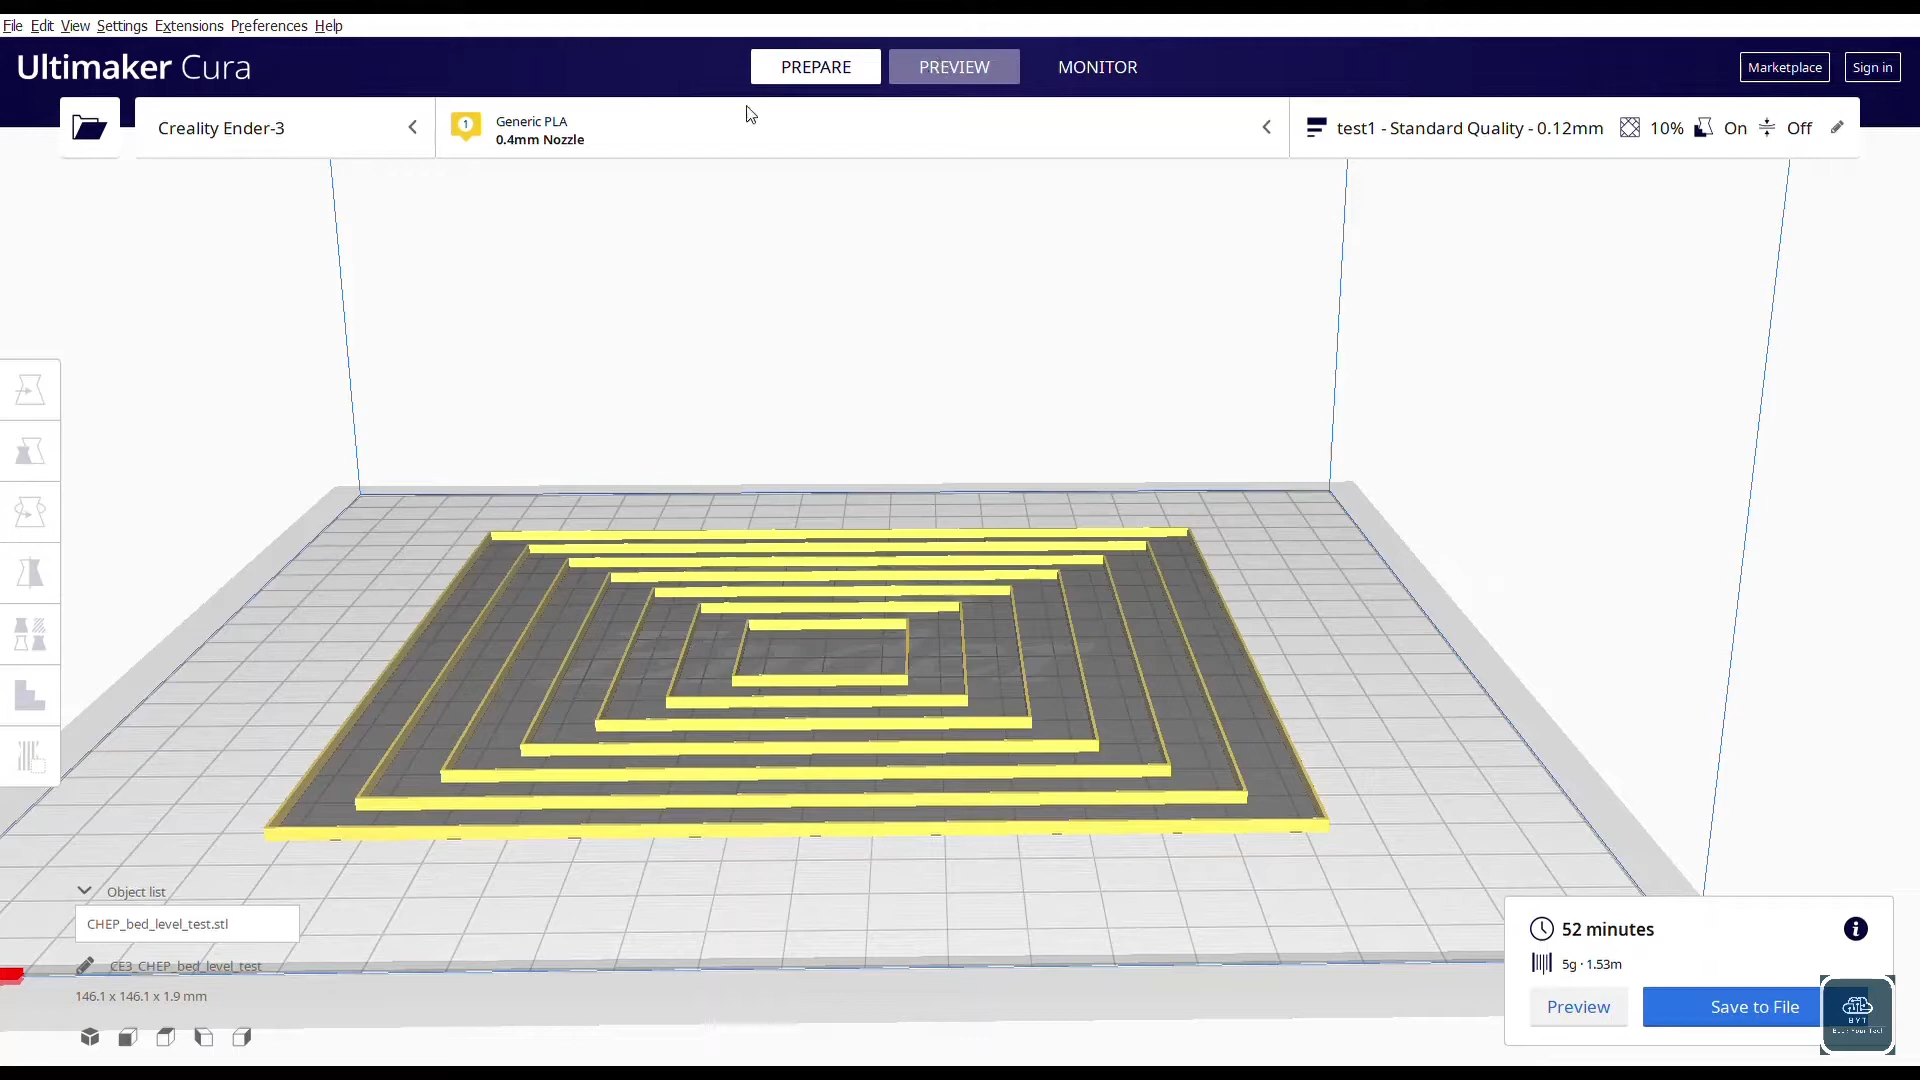 File Edit View Settings Extensions Preferences Help
Ultimaker Cura
PREPARE PREVIEW MONITOR
Marketplace Sign in
Creality Ender-3
1 Generic PLA
0.4mm Nozzle
test1 - Standard Quality - 0.12mm 10% On Off
Object list
CHEP_bed_level_test.stl
CE3_CHEP_bed_level_test
146.1 x 146.1 x 1.9 mm
52 minutes
5g · 1.53m
Preview Save to File
BYT